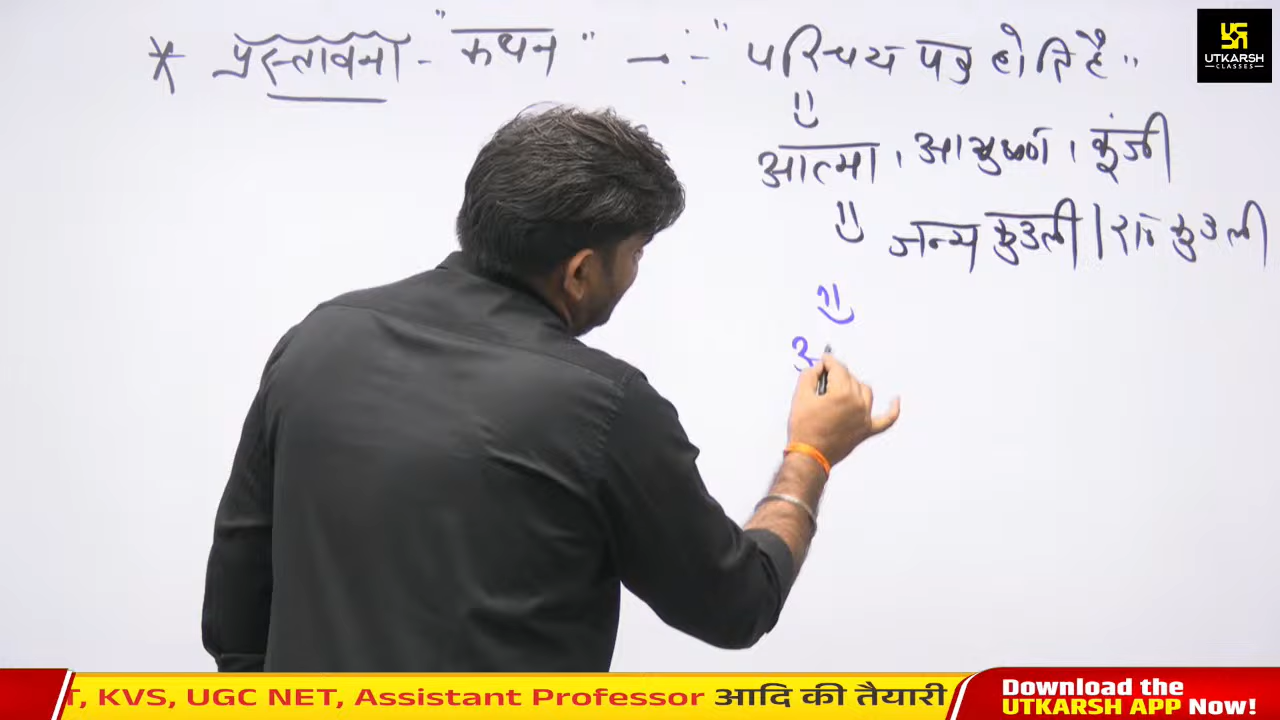 * प्रस्तावना - "कथन" → :- " परिचय पत्र होति है "
आत्मा, आभुषण, कुंजी
जन्म कुडली | राज कुडली
UTKARSH
CLASSES
T, KVS, UGC NET, Assistant Professor आदि की तैयारी
Download the
UTKARSH APP Now!